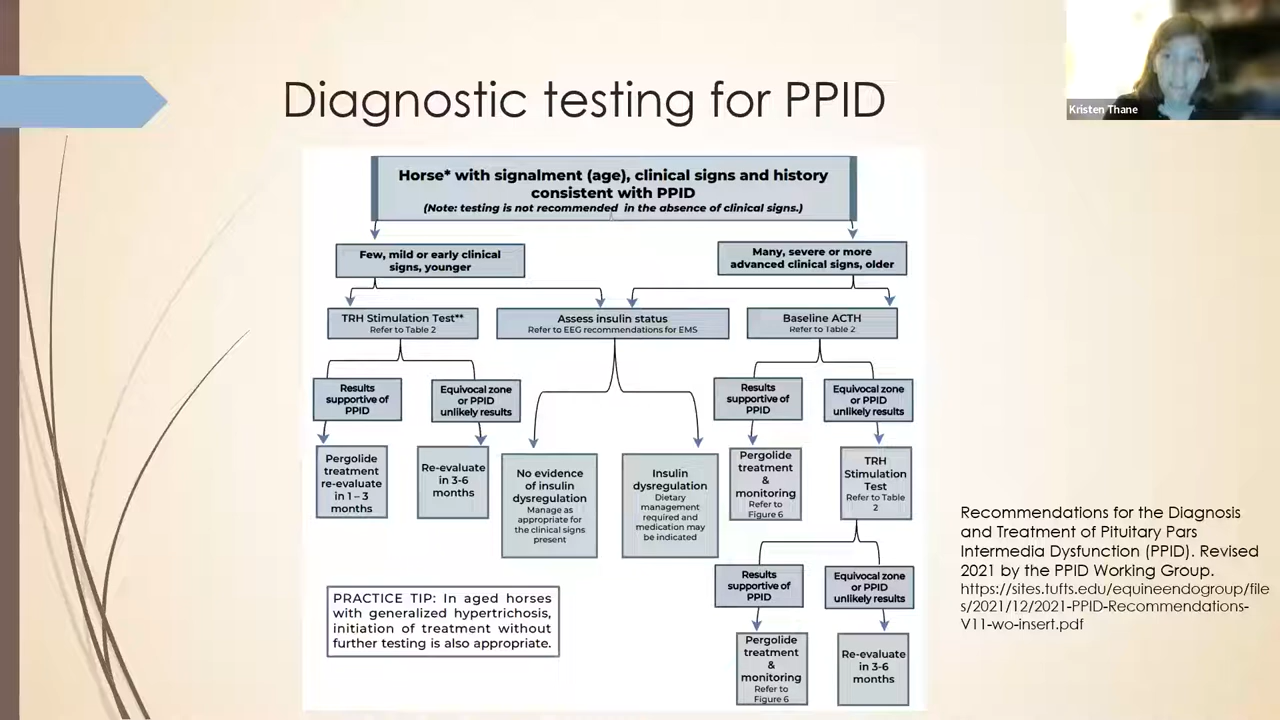 Diagnostic testing for PPID
Kristen Thane
Horse* with signalment (age), clinical signs and history
consistent with PPID
(Note: testing is not recommended in the absence of clinical signs.)
Few, mild or early clinical
signs, younger
Many, severe or more
advanced clinical signs, older
TRH Stimulation Test**
Refer to Table 2
Assess insulin status
Refer to EEG recommendations for EMS
Baseline ACTH
Refer to Table 2
Results
supportive of
PPID
Equivocal zone
or PPID
unlikely results
Results
supportive of
PPID
Equivocal zone
or PPID
unlikely results
Pergolide
treatment
re-evaluate
in 1 – 3
months
Re-evaluate
in 3-6
months
No evidence
of insulin
dysregulation
Manage as
appropriate for
the clinical signs
present
Insulin
dysregulation
Dietary
management
required and
medication may
be indicated
Pergolide
treatment
&
monitoring
Refer to
Figure 6
TRH
Stimulation
Test
Refer to Table
2
Results
supportive of
PPID
Equivocal zone
or PPID
unlikely results
Pergolide
treatment
&
monitoring
Refer to
Figure 6
Re-evaluate
in 3-6
months
PRACTICE TIP: In aged horses
with generalized hypertrichosis,
initiation of treatment without
further testing is also appropriate.
Recommendations for the Diagnosis
and Treatment of Pituitary Pars
Intermedia Dysfunction (PPID). Revised
2021 by the PPID Working Group.
https://sites.tufts.edu/equineendogroup/file
s/2021/12/2021-PPID-Recommendations-
V11-wo-insert.pdf